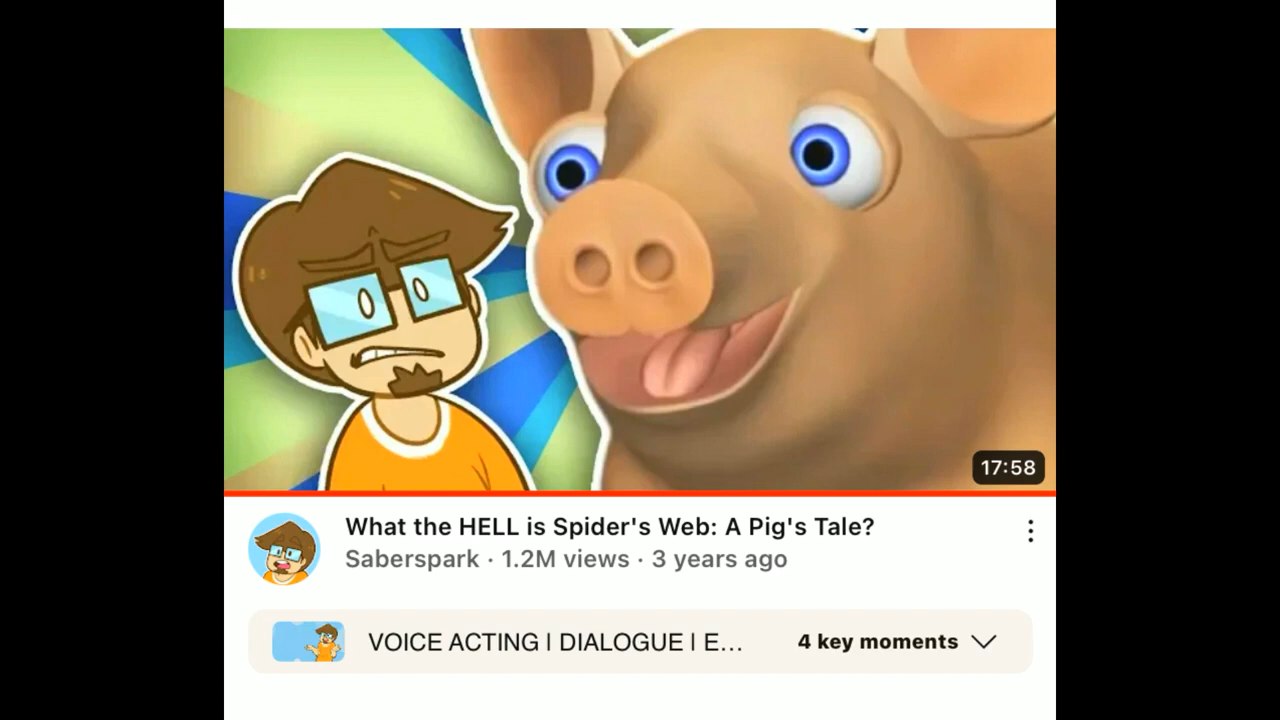 17:58
What the HELL is Spider's Web: A Pig's Tale?
Saberspark · 1.2M views · 3 years ago
VOICE ACTING | DIALOGUE | E... 4 key moments